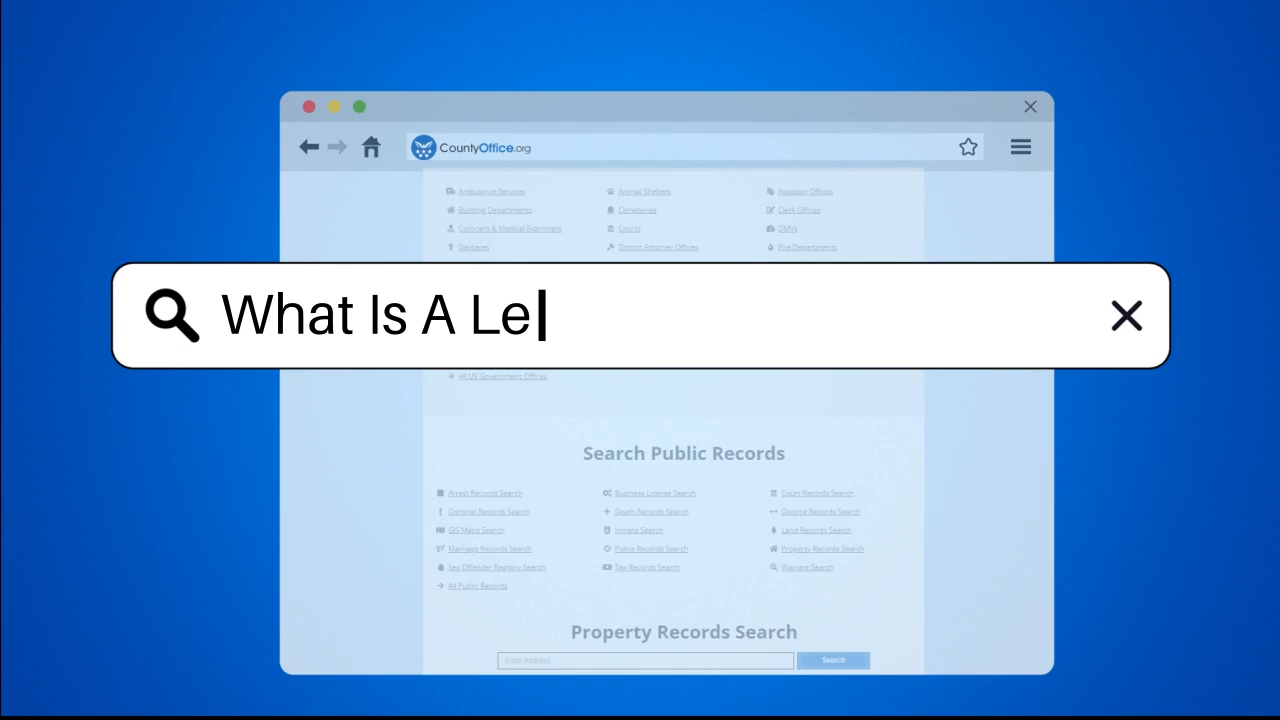 CountyOffice.org
Ambulance Services Animal Shelters Assessor Offices
Building Departments Cemeteries Clerk Offices
Coroners & Medical Examiners Courts DMVs
Daycares District Attorney Offices Fire Departments
What Is A Le
All US Government Offices
Search Public Records
Arrest Records Search Business License Search Court Records Search
Criminal Records Search Death Records Search Divorce Records Search
GIS Maps Search Inmate Search Land Records Search
Marriage Records Search Police Records Search Property Records Search
Sex Offender Registry Search Tax Records Search Warrant Search
All Public Records
Property Records Search
Enter Address Search